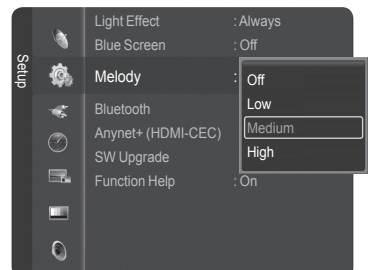 Setup
Light Effect : Always
Blue Screen : Off
Melody :
Off
Low
Medium
High
Bluetooth
Anynet+ (HDMI-CEC)
SW Upgrade
Function Help : On